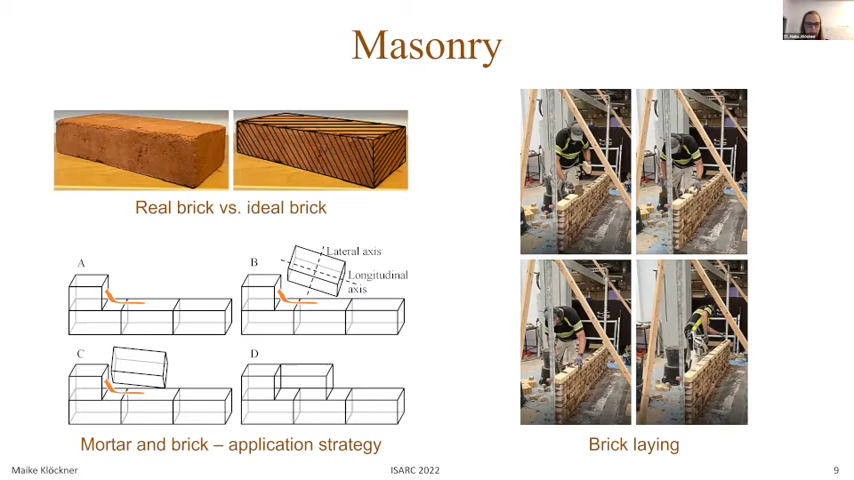 Masonry
Real brick vs. ideal brick
A
B
Lateral axis
Longitudinal
axis
C
D
Mortar and brick – application strategy
Brick laying
Maike Klöckner
ISARC 2022
9